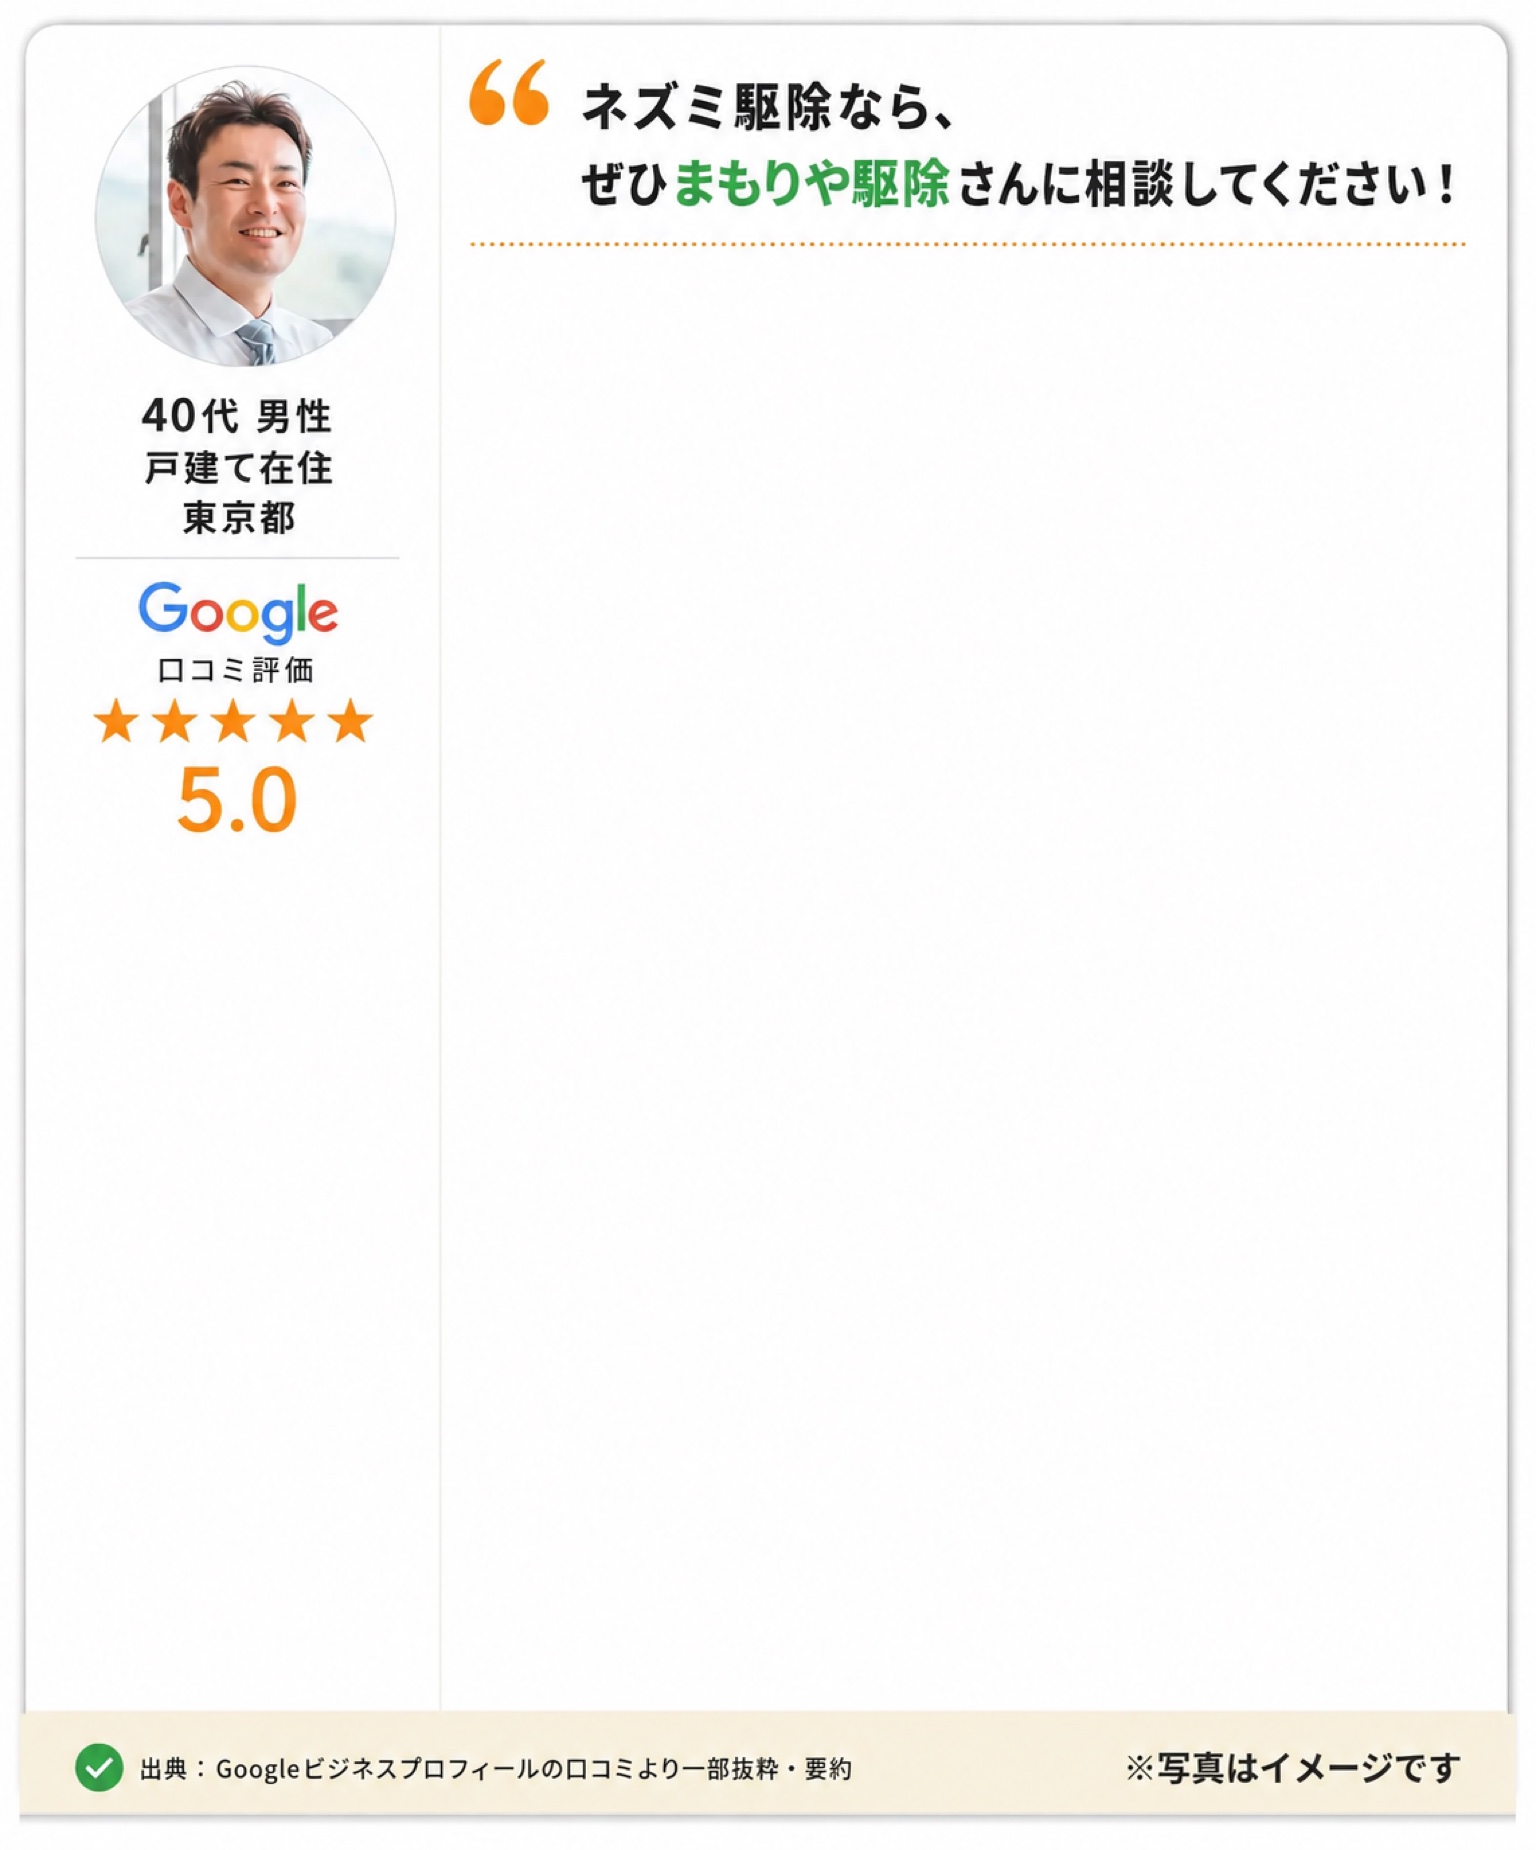 40代 男性
戸建て在住
東京都
Google
口コミ評価
★★★★★
5.0
“ ネズミ駆除なら、
ぜひまもりや駆除さんに相談してください！
出典：Googleビジネスプロフィールの口コミより一部抜粋・要約
※写真はイメージです